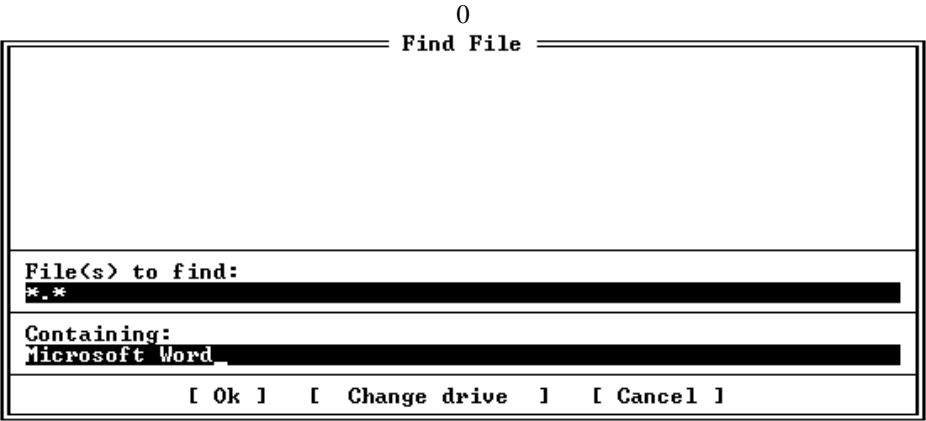 0
Find File
File(s) to find:
*.*
Containing:
Microsoft Word_
[ Ok ] [ Change drive ] [ Cancel ]